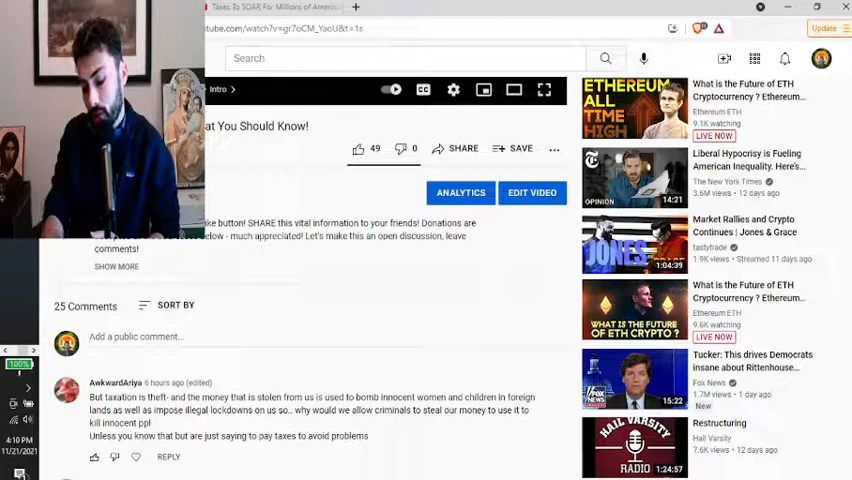 Taxes To SOAR For Millions of America
tube.com/watch?v=gr7oCM_YaoU&t=1s
Update
Search
Intro
CC
at You Should Know!
49
0
SHARE
SAVE
ANALYTICS
EDIT VIDEO
ke button! SHARE this vital information to your friends! Donations are
below - much appreciated! Let's make this an open discussion, leave
comments!
SHOW MORE
25 Comments
SORT BY
Add a public comment...
AwkwardAriya 6 hours ago (edited)
But taxation is theft- and the money that is stolen from us is used to bomb innocent women and children in foreign
lands as well as impose illegal lockdowns on us so.. why would we allow criminals to steal our money to use it to
kill innocent ppl
Unless you know that but are just saying to pay taxes to avoid problems
REPLY
ETHEREUM
ALL
TIME
HIGH
What is the Future of ETH
Cryptocurrency ? Ethereum...
Ethereum ETH
9.1K watching
LIVE NOW
OPINION
14:21
Liberal Hypocrisy is Fueling
American Inequality. Here's...
The New York Times
3.6M views • 12 days ago
JONES
1:04:39
Market Rallies and Crypto
Continues | Jones & Grace
tastytrade
1.9K views • Streamed 11 days ago
WHAT IS THE FUTURE
OF ETH CRYPTO ?
What is the Future of ETH
Cryptocurrency ? Ethereum...
Ethereum ETH
9.6K watching
LIVE NOW
15:22
Tucker: This drives Democrats
insane about Rittenhouse...
Fox News
1.7M views • 1 day ago
New
HAIL VARSITY
RADIO
1:24:57
Restructuring
Hail Varsity
7.6K views • 12 days ago
100%
4:10 PM
11/21/2021